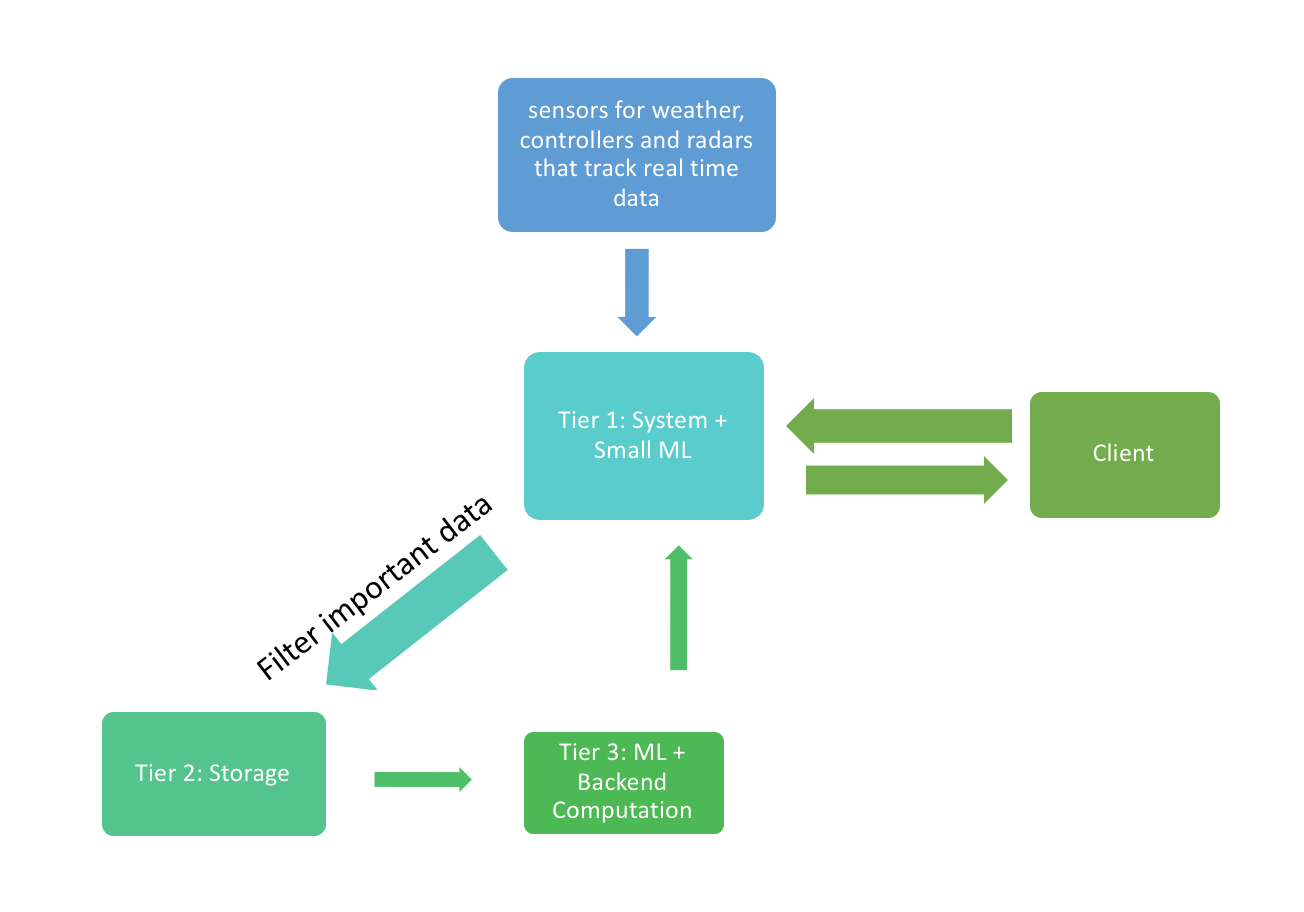 sensors for weather,
controllers and radars
that track real time
data
Tier 1: System +
Small ML
Client
Filter important data
Tier 2: Storage
Tier 3: ML +
Backend
Computation